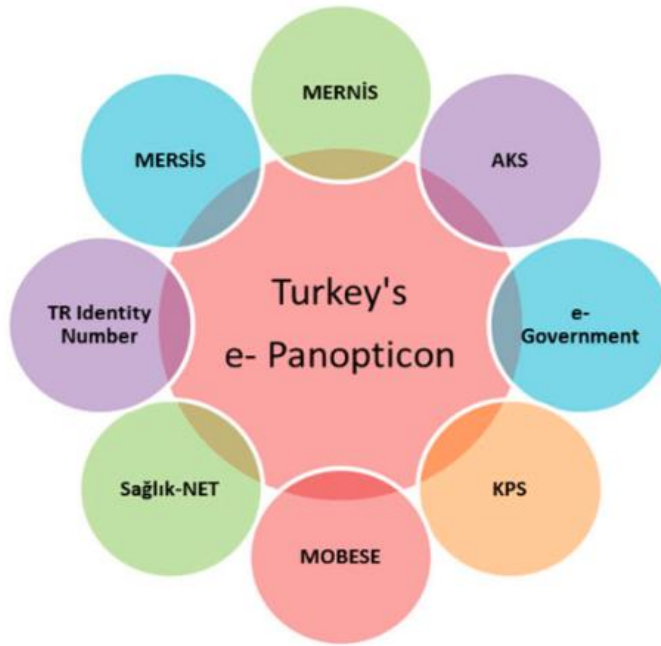 MERNİS
AKS
e-
Government
KPS
MOBESE
Sağlık-NET
TR Identity
Number
MERSİS
Turkey's
e- Panopticon